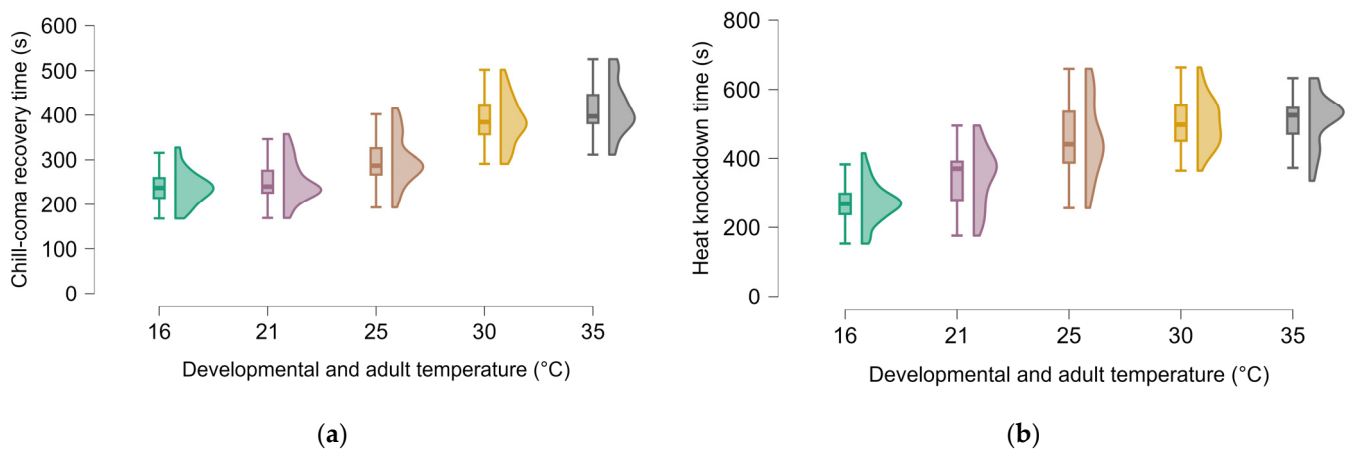 Chill-coma recovery time (s)
600
500
400
300
200
100
0
16 21 25 30 35
Developmental and adult temperature (°C)
(a)
Heat knockdown time (s)
800
600
400
200
0
16 21 25 30 35
Developmental and adult temperature (°C)
(b)